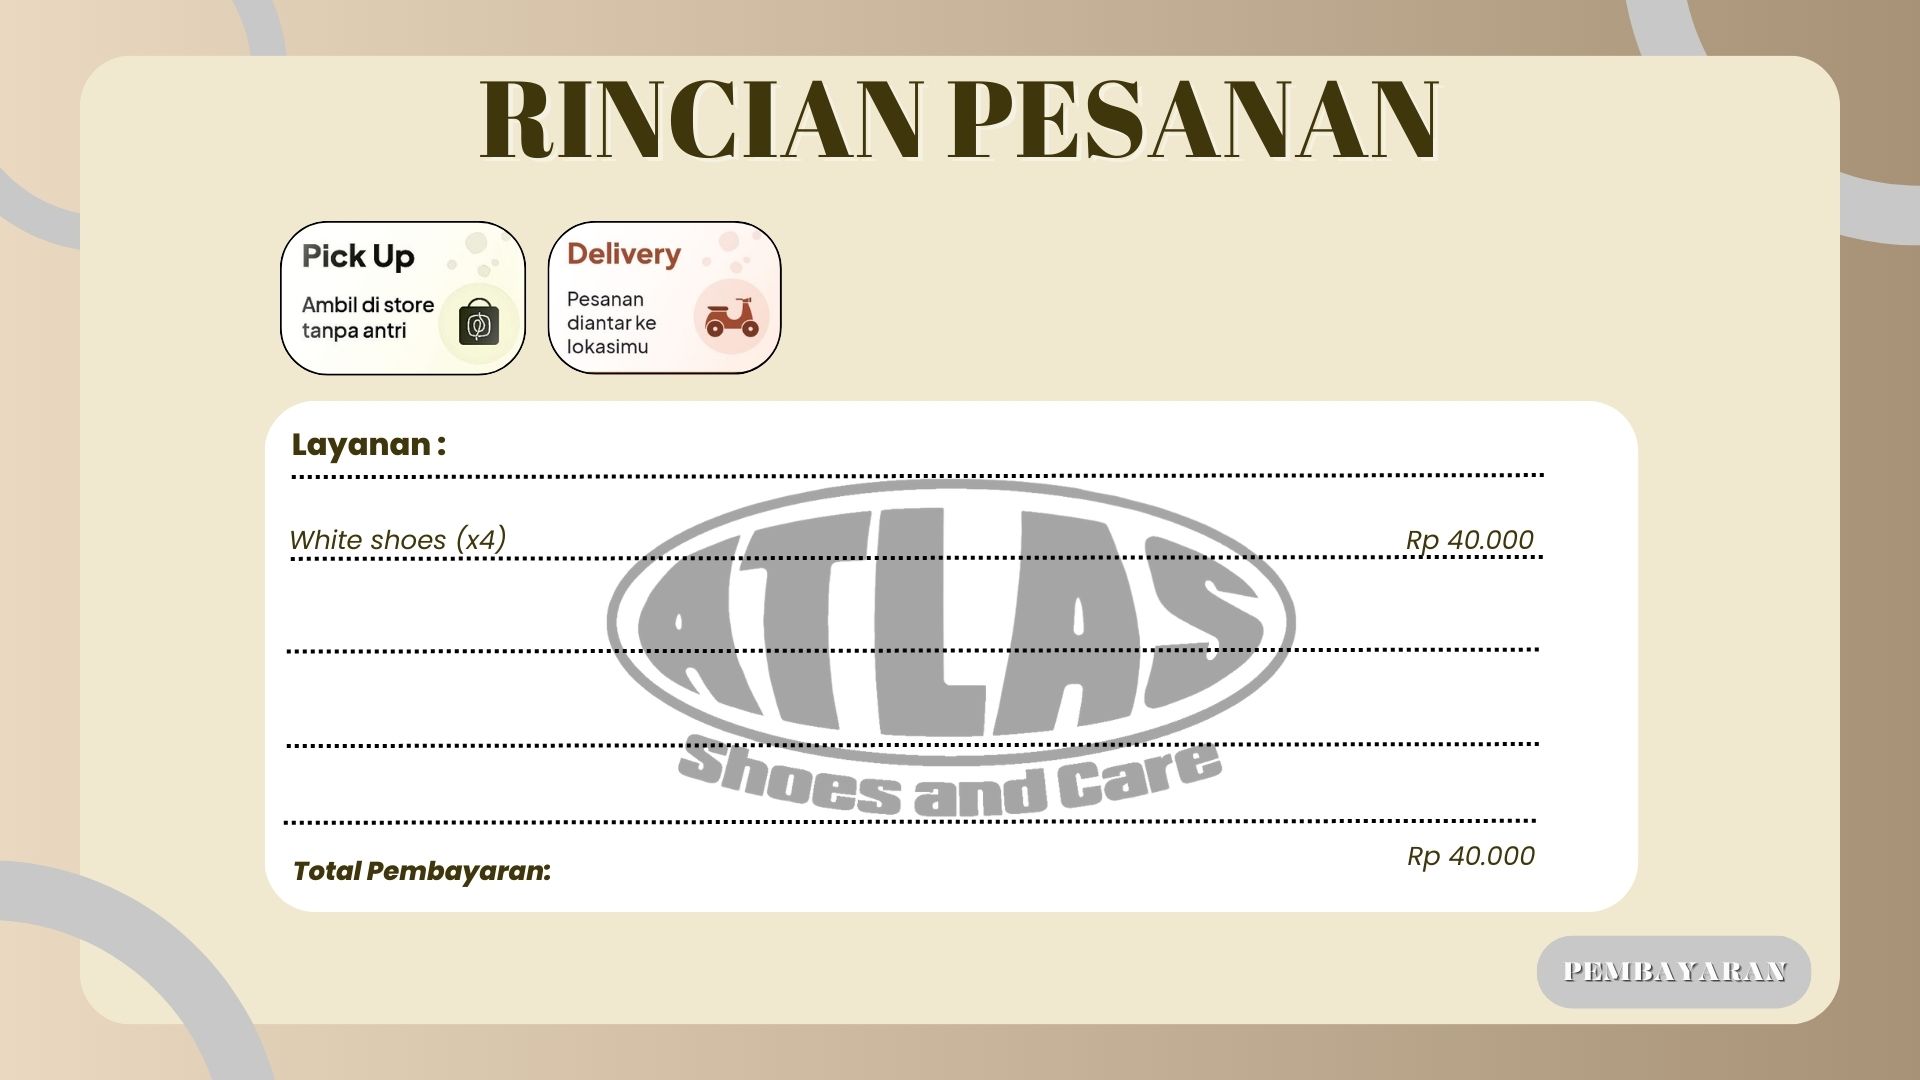 RINCIAN PESANAN
Pick Up
Ambil di store
tanpa antri
Delivery
Pesanan
diantar ke
lokasimu
Layanan :
White shoes (x4) Rp 40.000
ATLAS
Shoes and Care
Total Pembayaran: Rp 40.000
PEMBAYARAN